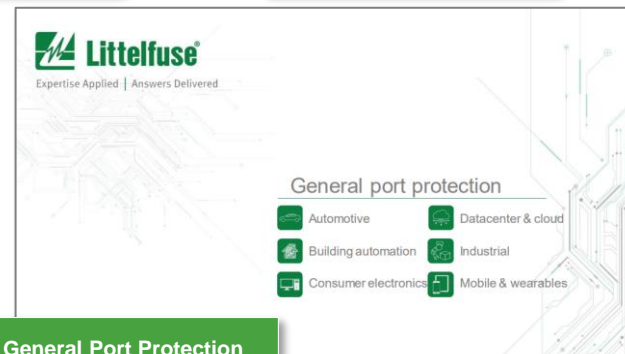 Littelfuse®
Expertise Applied | Answers Delivered
General port protection
Automotive
Datacenter & cloud
Building automation
Industrial
Consumer electronics
Mobile & wearables
General Port Protection